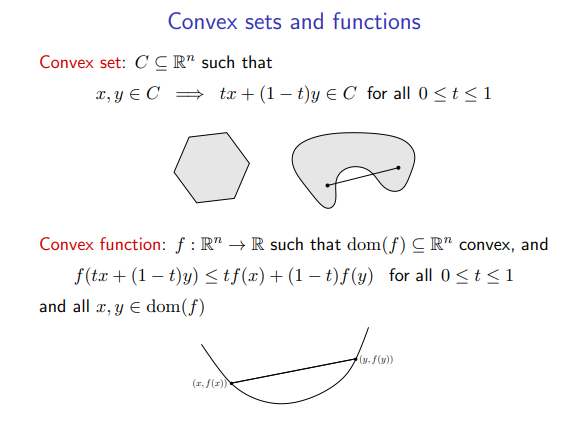 Convex sets and functions
Convex set: C ⊆ ℝⁿ such that
x, y ∈ C ⟹ tx + (1 − t)y ∈ C for all 0 ≤ t ≤ 1
Convex function: f : ℝⁿ → ℝ such that dom(f) ⊆ ℝⁿ convex, and
f(tx + (1 − t)y) ≤ tf(x) + (1 − t)f(y) for all 0 ≤ t ≤ 1
and all x, y ∈ dom(f)
(y, f(y))
(x, f(x))